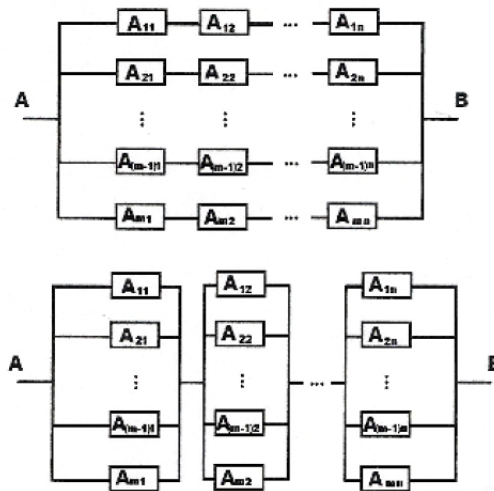 A₁₁ A₁₂ ... A₁ₙ
A₂₁ A₂₂ A₂ₙ
A B
A₍ₘ₋₁₎₁ A₍ₘ₋₁₎₂ ... A₍ₘ₋₁₎ₙ
Aₘ₁ Aₘ₂ ... Aₘₙ
A₁₁ A₁₂ A₁ₙ
A₂₁ A₂₂ A₂ₙ
A ... B
A₍ₘ₋₁₎₁ A₍ₘ₋₁₎₂ A₍ₘ₋₁₎ₙ
Aₘ₁ Aₘ₂ Aₘₙ